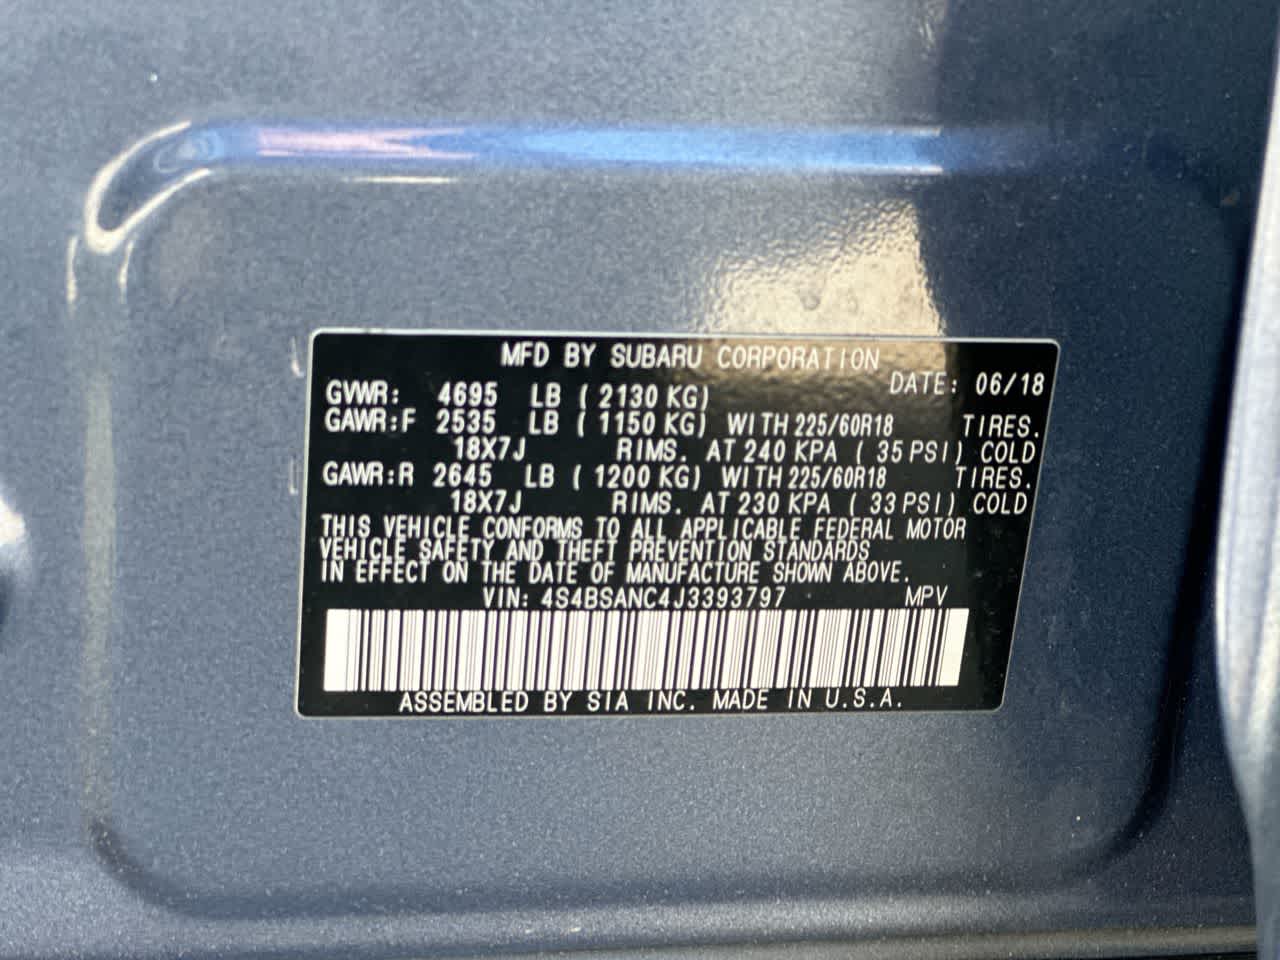 MFD BY SUBARU CORPORATION
DATE: 06/18
GVWR: 4695 LB ( 2130 KG)
GAWR:F 2535 LB ( 1150 KG) WITH 225/60R18 TIRES.
18X7J RIMS. AT 240 KPA ( 35 PSI) COLD
GAWR:R 2645 LB ( 1200 KG) WITH 225/60R18 TIRES.
18X7J RIMS. AT 230 KPA ( 33 PSI) COLD
THIS VEHICLE CONFORMS TO ALL APPLICABLE FEDERAL MOTOR
VEHICLE SAFETY AND THEFT PREVENTION STANDARDS
IN EFFECT ON THE DATE OF MANUFACTURE SHOWN ABOVE.
VIN: 4S4BSANC4J3393797 MPV
ASSEMBLED BY SIA INC. MADE IN U.S.A.